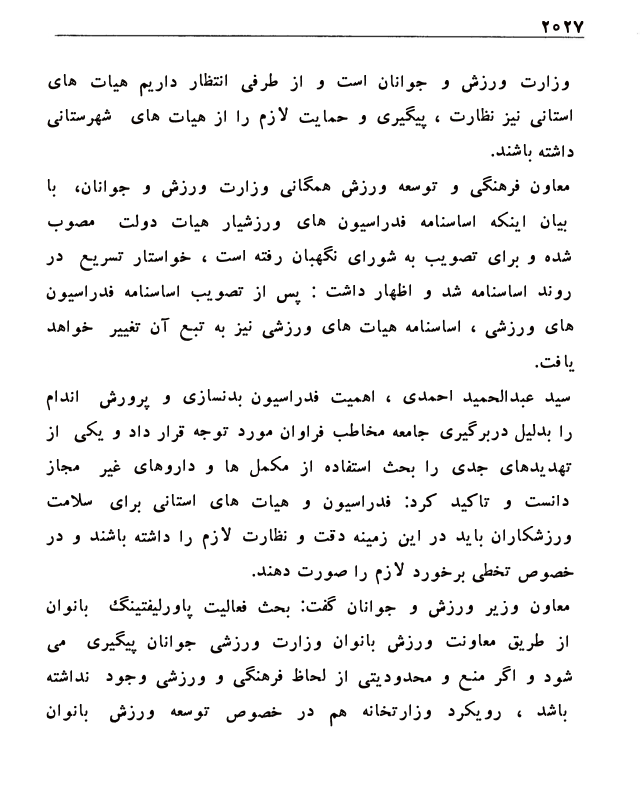 ۲۰۲۷
وزارت ورزش و جوانان است و از طرفی انتظار داریم هیات های
استانی نیز نظارت ، پیگیری و حمایت لازم را از هیات های شهرستانی
داشته باشند.
معاون فرهنگی و توسعه ورزش همگانی وزارت ورزش و جوانان، با
بیان اینکه اساسنامه فدراسیون های ورزشیار هیات دولت مصوب
شده و برای تصویب به شورای نگهبان رفته است ، خواستار تسریع در
روند اساسنامه شد و اظهار داشت : پس از تصویب اساسنامه فدراسیون
های ورزشی ، اساسنامه هیات های ورزشی نیز به تبع آن تغییر خواهد
یافت.
سید عبدالحمید احمدی ، اهمیت فدراسیون بدنسازی و پرورش اندام
را بدلیل دربرگیری جامعه مخاطب فراوان مورد توجه قرار داد و یکی از
تهدیدهای جدی را بحث استفاده از مکمل ها و داروهای غیر مجاز
دانست و تاکید کرد: فدراسیون و هیات های استانی برای سلامت
ورزشکاران باید در این زمینه دقت و نظارت لازم را داشته باشند و در
خصوص تخطی برخورد لازم را صورت دهند.
معاون وزیر ورزش و جوانان گفت: بحث فعالیت پاورلیفتینگ بانوان
از طریق معاونت ورزش بانوان وزارت ورزشی جوانان پیگیری می
شود و اگر منع و محدودیتی از لحاظ فرهنگی و ورزشی وجود نداشته
باشد ، رویکرد وزارتخانه هم در خصوص توسعه ورزش بانوان